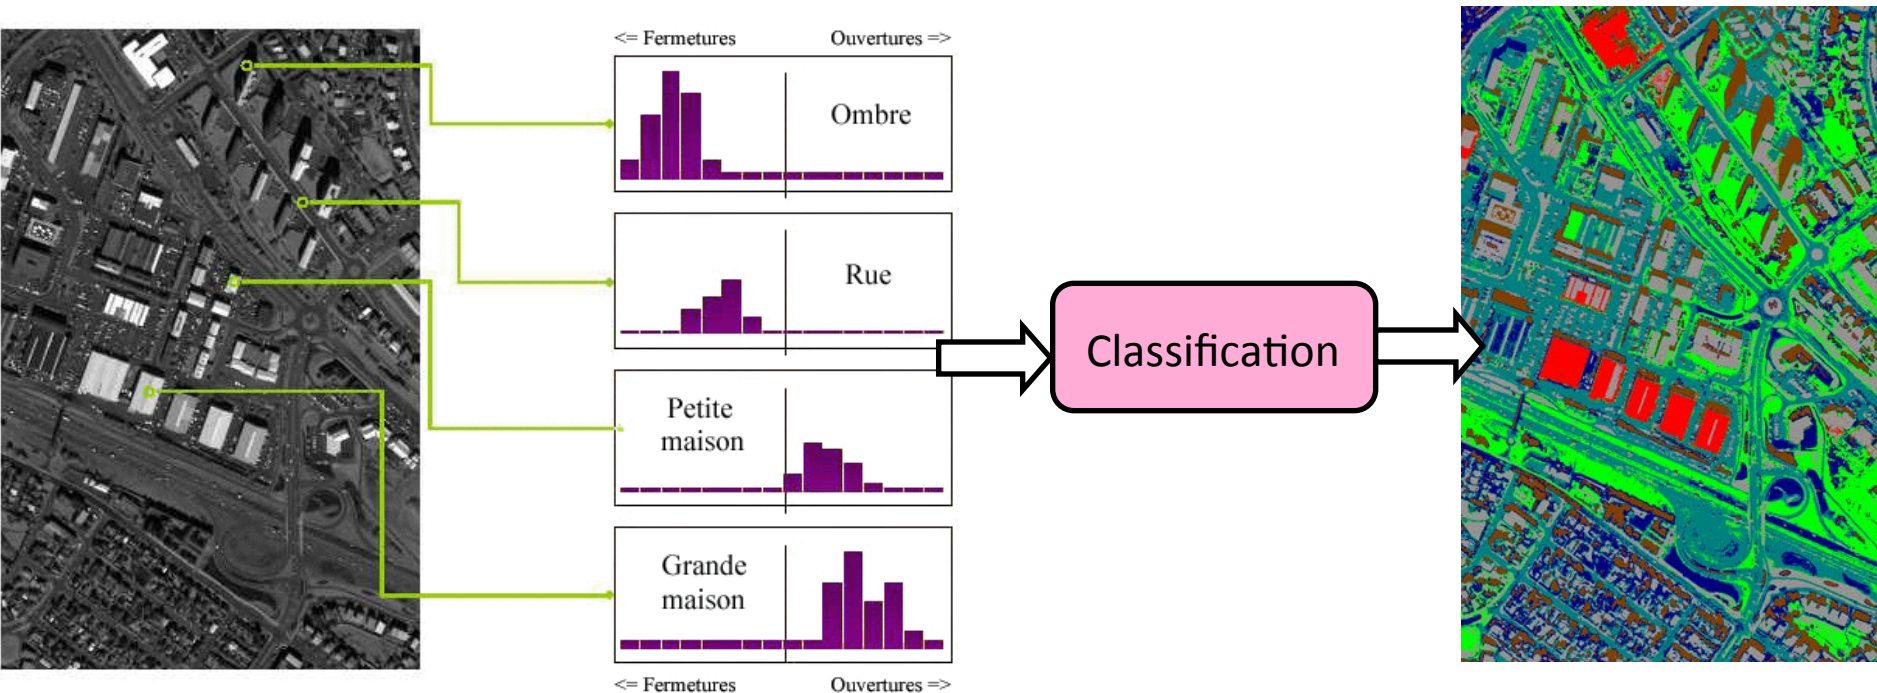 <= Fermetures Ouvertures =>
Ombre
Rue
Petite
maison
Grande
maison
<= Fermetures Ouvertures =>
Classification